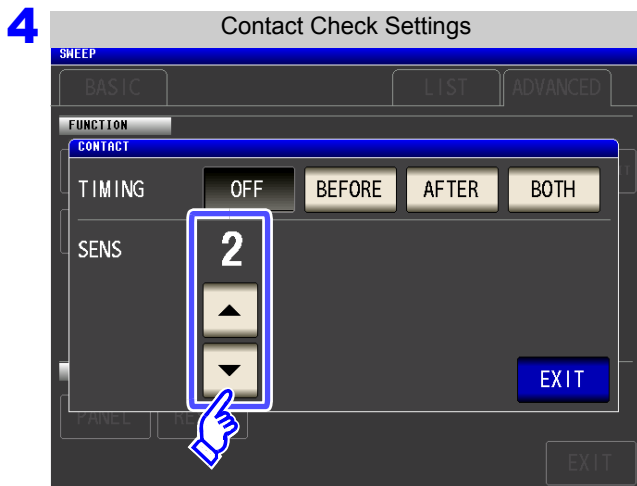 4
Contact Check Settings
SWEEP
BASIC LIST ADVANCED
FUNCTION
CONTACT
TIMING OFF BEFORE AFTER BOTH
SENS 2
EXIT
PANEL RE
EXIT